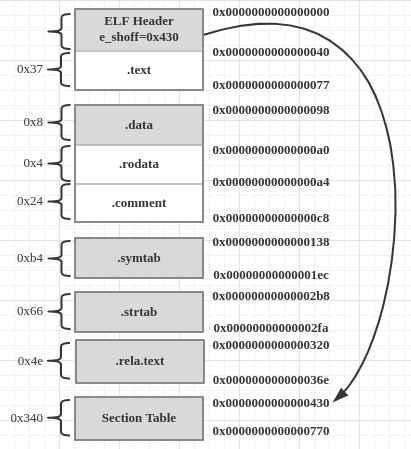 ELF Header
e_shoff=0x430
0x0000000000000000
0x0000000000000040
0x37
.text
0x0000000000000077
0x0000000000000098
0x8
.data
0x00000000000000a0
0x4
.rodata
0x00000000000000a4
0x24
.comment
0x00000000000000c8
0x0000000000000138
0xb4
.symtab
0x00000000000001ec
0x00000000000002b8
0x66
.strtab
0x00000000000002fa
0x0000000000000320
0x4e
.rela.text
0x000000000000036e
0x0000000000000430
0x340
Section Table
0x0000000000000770